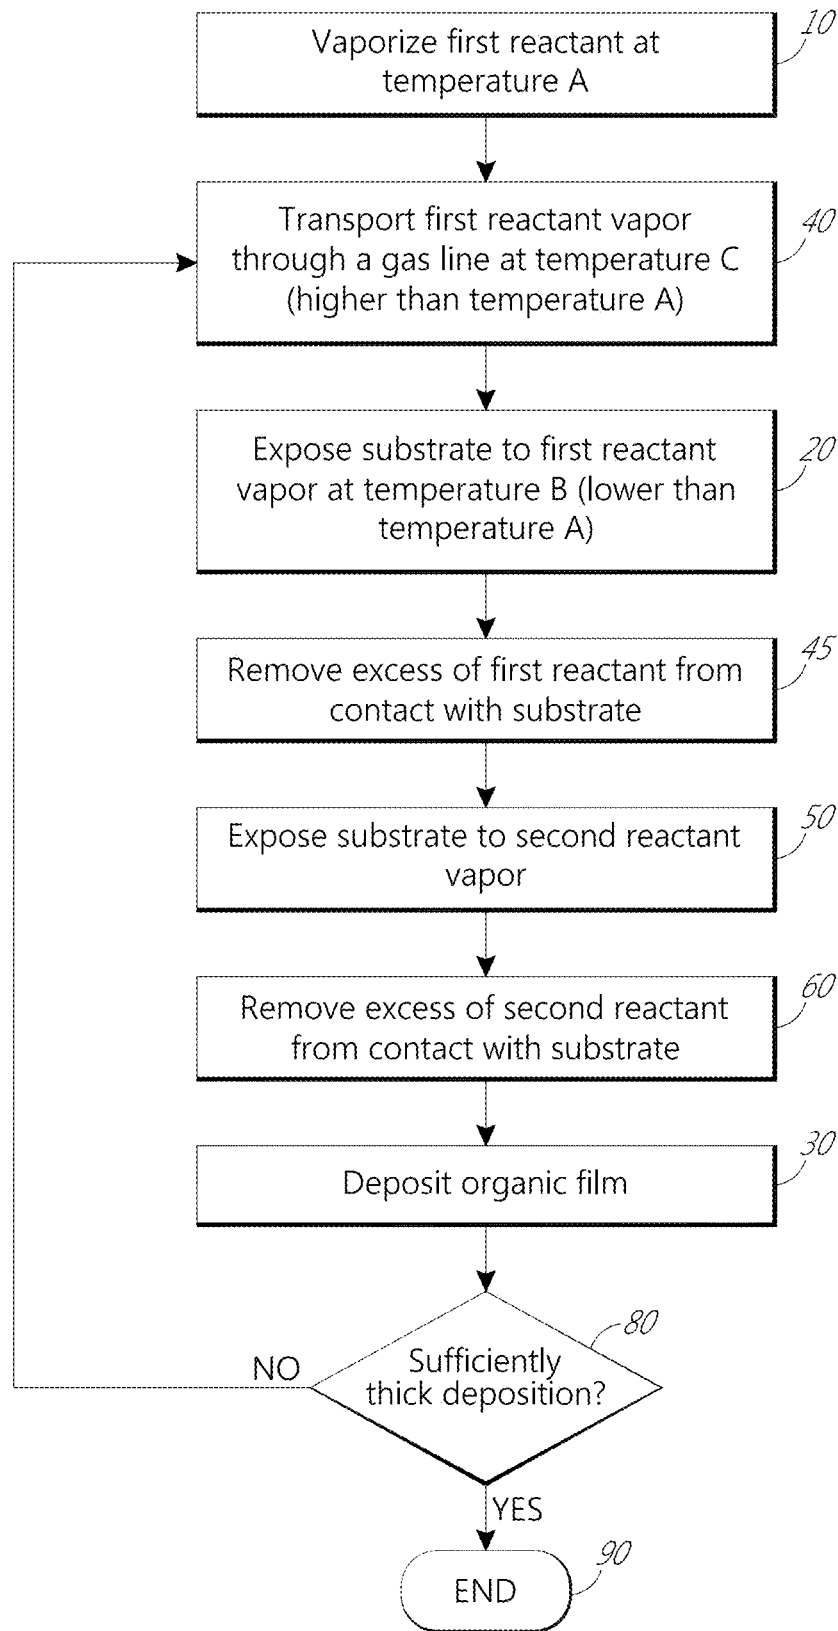 10
Vaporize first reactant at
temperature A
40
Transport first reactant vapor
through a gas line at temperature C
(higher than temperature A)
20
Expose substrate to first reactant
vapor at temperature B (lower than
temperature A)
45
Remove excess of first reactant from
contact with substrate
50
Expose substrate to second reactant
vapor
60
Remove excess of second reactant
from contact with substrate
30
Deposit organic film
80
Sufficiently
thick deposition?
NO
YES
90
END